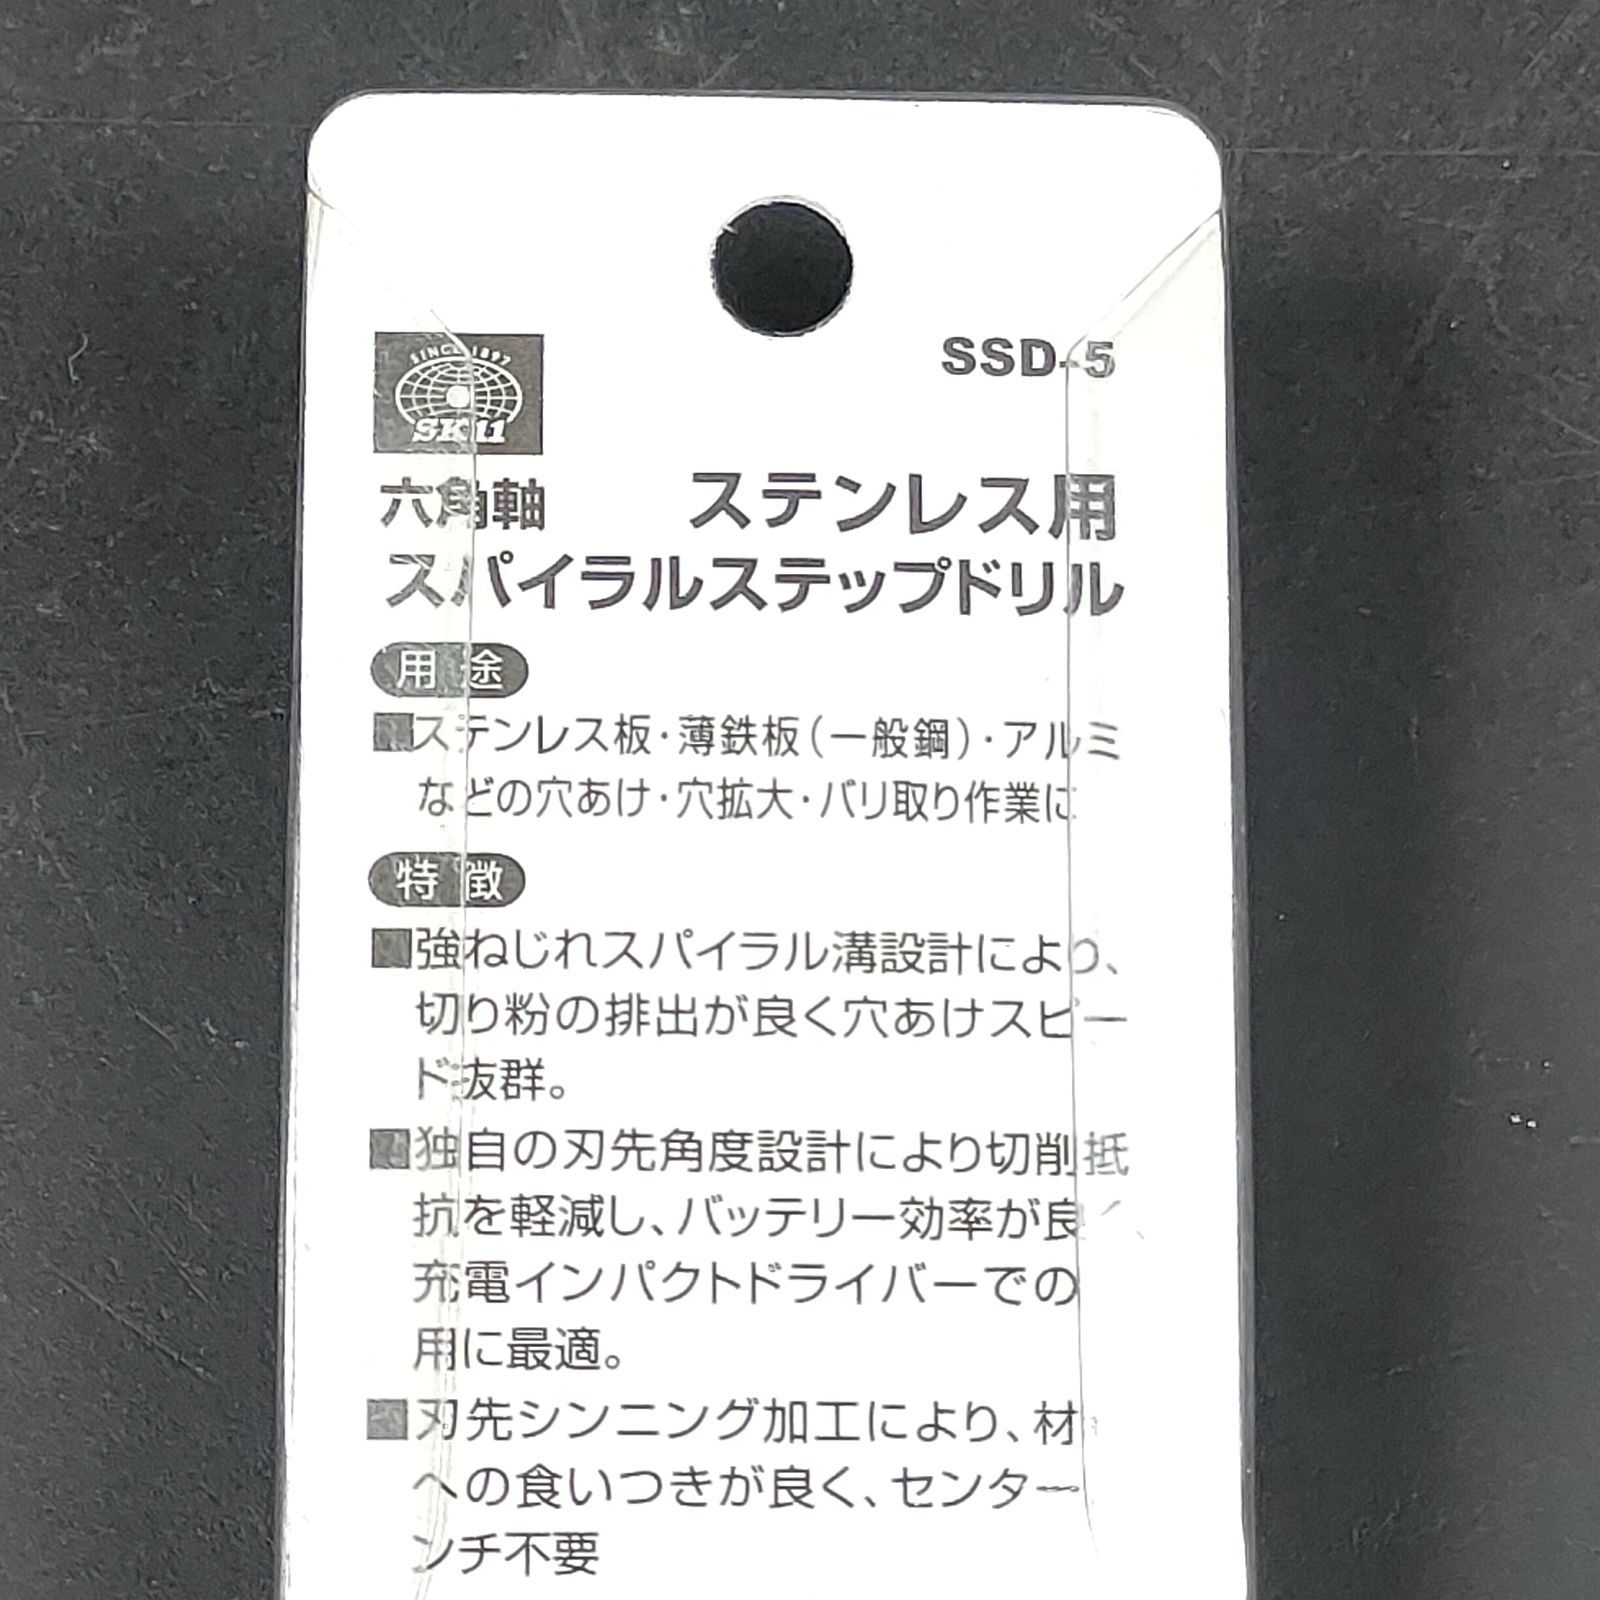 SSD-5
SINCE 1897
SK11
六角軸 ステンレス用
スパイラルステップドリル
用途
■ステンレス板・薄鉄板(一般鋼)・アルミ
などの穴あけ・穴拡大・バリ取り作業に
特徴
■強ねじれスパイラル溝設計により、
切り粉の排出が良く穴あけスピー
ド抜群。
■独自の刃先角度設計により切削抵
抗を軽減し、バッテリー効率が良
充電インパクトドライバーでの
用に最適。
■刃先シンニング加工により、材
への食いつきが良く、センター
ンチ不要